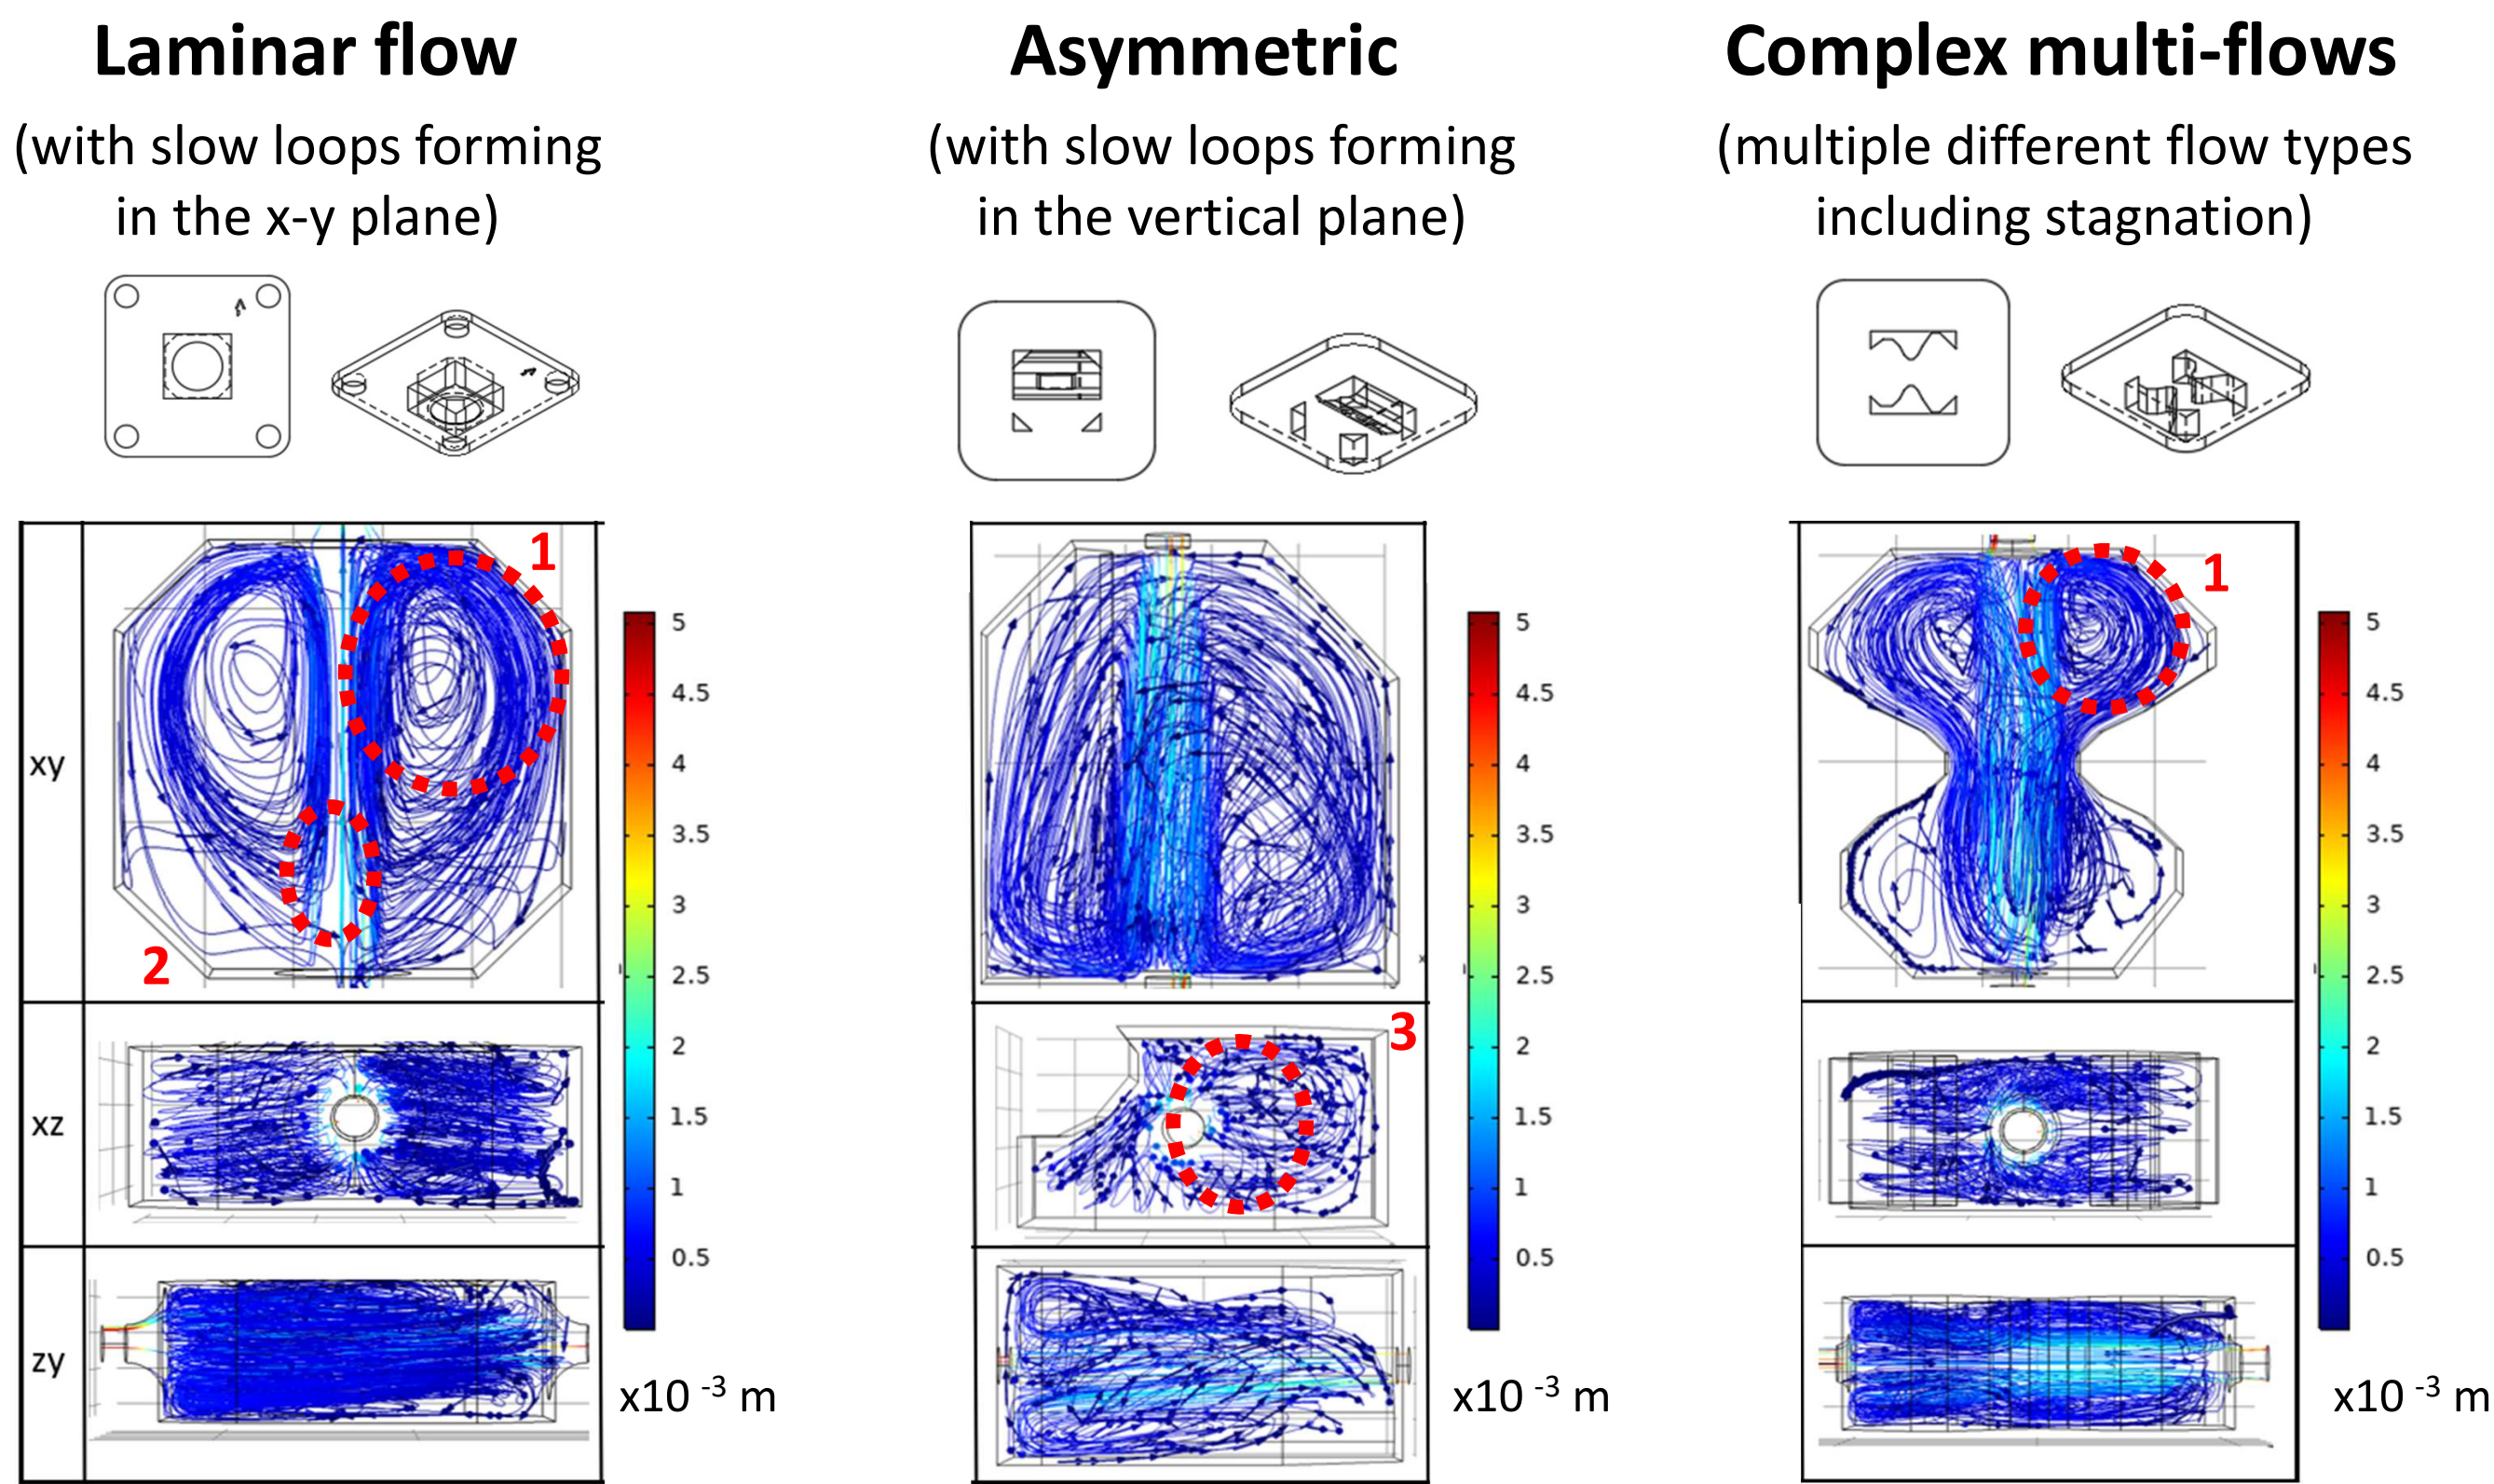 Laminar flow
(with slow loops forming
in the x-y plane)
Asymmetric
(with slow loops forming
in the vertical plane)
Complex multi-flows
(multiple different flow types
including stagnation)
xy
1
2
5
4.5
4
3.5
3
2.5
2
1.5
1
0.5
x10 -3 m
x
5
4.5
4
3.5
3
2.5
2
1.5
1
0.5
x10 -3 m
1
5
4.5
4
3.5
3
2.5
2
1.5
1
0.5
x10 -3 m
xz
3
zy